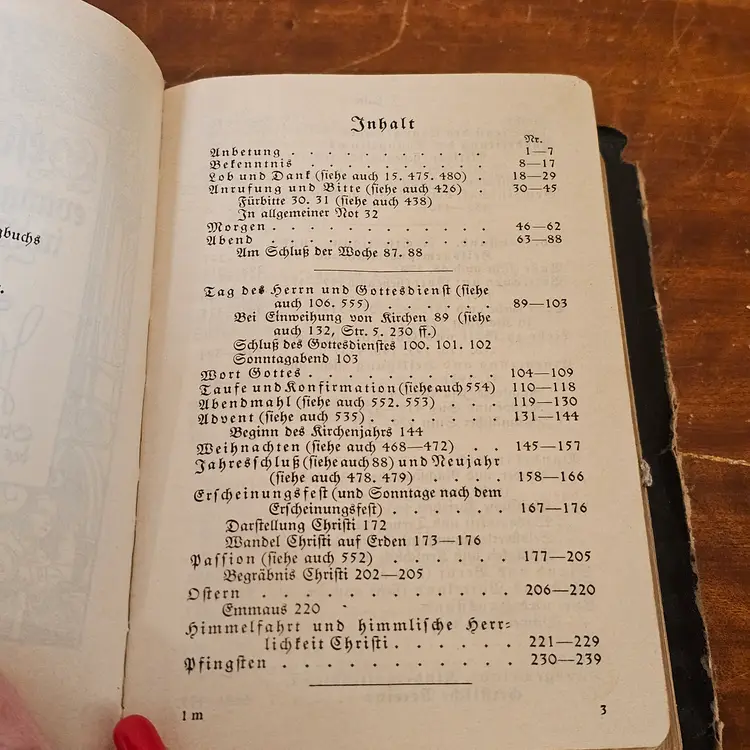 gbuchs
Inhalt
Nr.
Anbetung . . . . . . . . . . 1—7
Bekenntnis . . . . . . . . . 8—17
Lob und Dank (siehe auch 15. 475. 480) . 18—29
Anrufung und Bitte (siehe auch 426) . 30—45
Fürbitte 30. 31 (siehe auch 438)
In allgemeiner Not 32
Morgen . . . . . . . . . . . 46—62
Abend . . . . . . . . . . . 63—88
Am Schluß der Woche 87. 88
Tag des Herrn und Gottesdienst (siehe
auch 106. 555) . . . . . . 89—103
Bei Einweihung von Kirchen 89 (siehe
auch 132, Str. 5. 230 ff.)
Schluß des Gottesdienstes 100. 101. 102
Sonntagabend 103
Wort Gottes . . . . . . . . . 104—109
Taufe und Konfirmation (siehe auch 554) 110—118
Abendmahl (siehe auch 552. 553) . . . 119—130
Advent (siehe auch 535) . . . . . . 131—144
Beginn des Kirchenjahrs 144
Weihnachten (siehe auch 468—472) . . 145—157
Jahresschluß (siehe auch 88) und Neujahr
(siehe auch 478. 479) . . . . . 158—166
Erscheinungsfest (und Sonntage nach dem
Erscheinungsfest) . . . . . . 167—176
Darstellung Christi 172
Wandel Christi auf Erden 173—176
Passion (siehe auch 552) . . . . . . 177—205
Begräbnis Christi 202—205
Ostern . . . . . . . . . . . 206—220
Emmaus 220
Himmelfahrt und himmlische Herr-
lichkeit Christi . . . . . . 221—229
Pfingsten . . . . . . . . . . 230—239
1 m 3